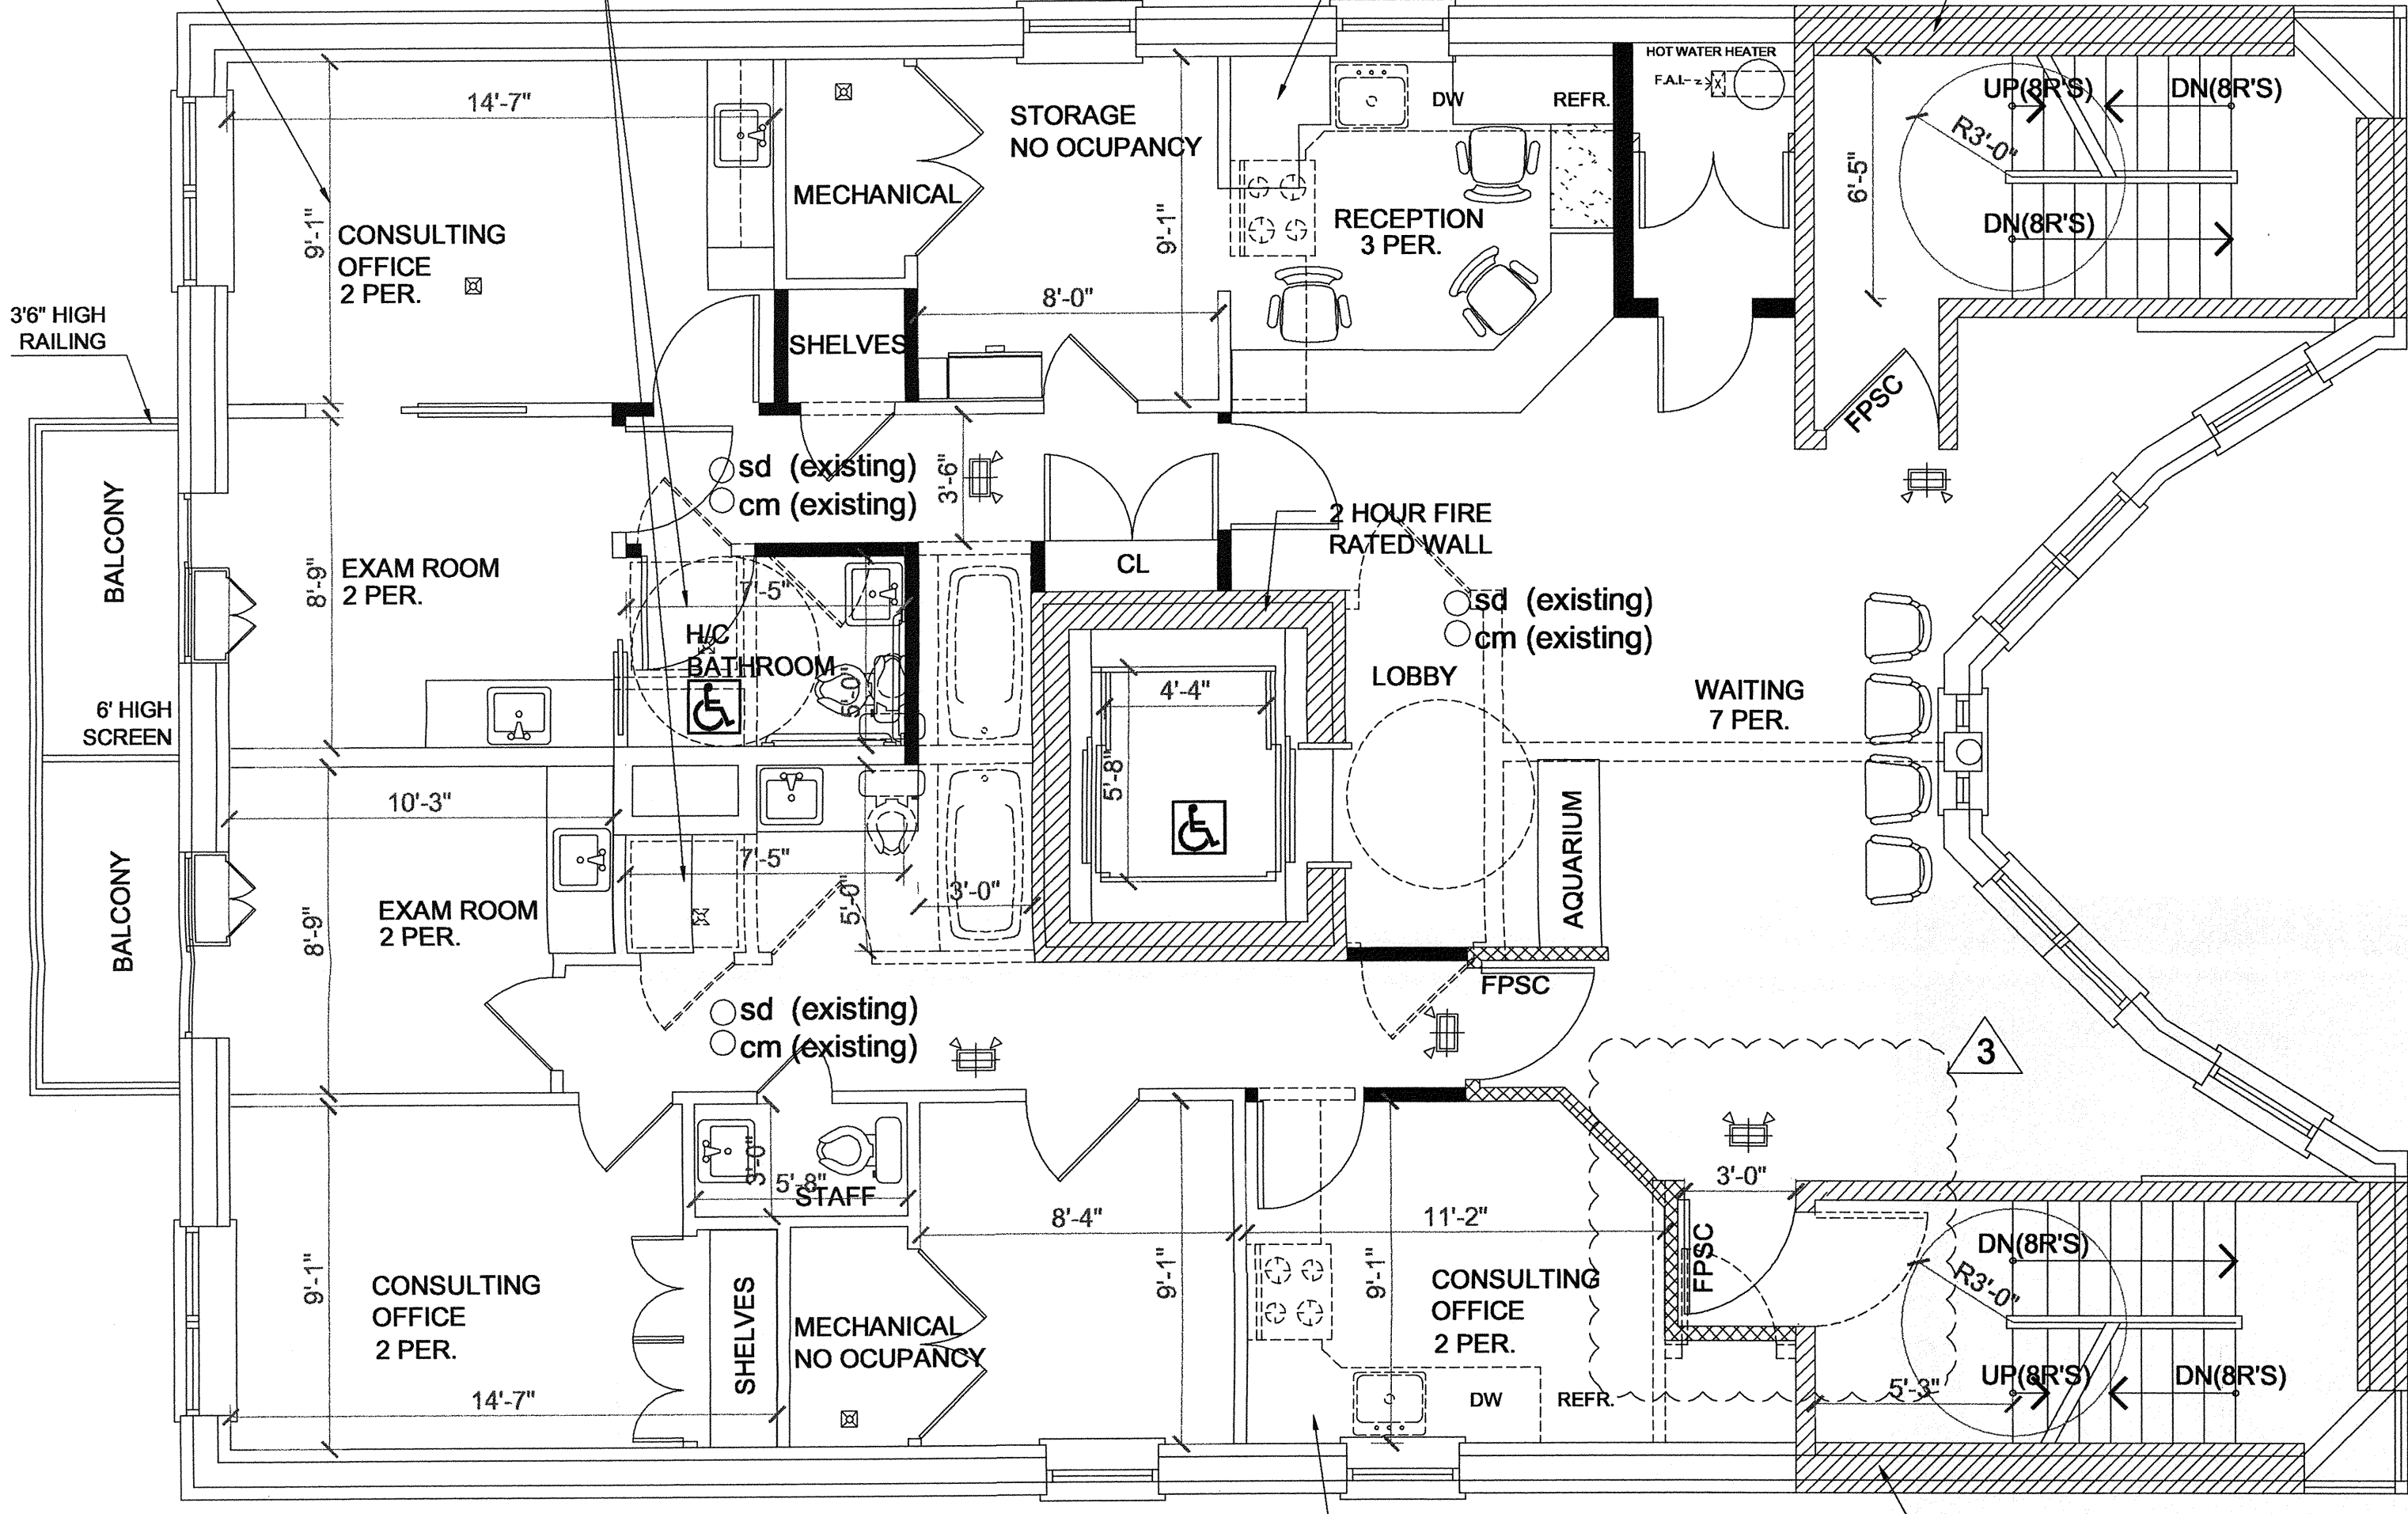 HOT WATER HEATER
F.A.I.
14'-7"
STORAGE
NO OCUPANCY
DW
REFR.
UP(8R'S)
DN(8R'S)
R3'-0"
MECHANICAL
6'-5"
9'-1"
CONSULTING
OFFICE
2 PER.
9'-1"
RECEPTION
3 PER.
DN(8R'S)
8'-0"
3'6" HIGH
RAILING
SHELVES
FPSC
sd (existing)
cm (existing)
3'-6"
BALCONY
2 HOUR FIRE
RATED WALL
CL
EXAM ROOM
2 PER.
8'-9"
7'-5"
sd (existing)
cm (existing)
H/C
BATHROOM
5'-0"
LOBBY
4'-4"
WAITING
7 PER.
6' HIGH
SCREEN
5'-8"
10'-3"
AQUARIUM
7'-5"
5'-0"
3'-0"
BALCONY
EXAM ROOM
2 PER.
8'-9"
FPSC
sd (existing)
cm (existing)
3
3'-0"
5'-8"
STAFF
3'-0"
8'-4"
11'-2"
FPSC
DN(8R'S)
R3'-0"
9'-1"
CONSULTING
OFFICE
2 PER.
SHELVES
MECHANICAL
NO OCUPANCY
9'-1"
9'-1"
CONSULTING
OFFICE
2 PER.
UP(8R'S)
DN(8R'S)
5'-3"
14'-7"
DW
REFR.